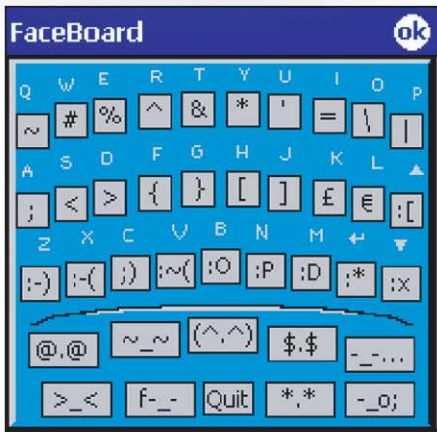 FaceBoard ok
Q W E R T Y U I O P
~ # % ^ & * ' = \ |
A S D F G H J K L ▲
; < > { } [ ] £ € :[
Z X C V B N M ↵ ▼
:-) :-( ;) :~( :O :P :D :* :x
@.@ ~_~ (^.^) $.$ -_-...
>_< f-_- Quit *.* -_o;